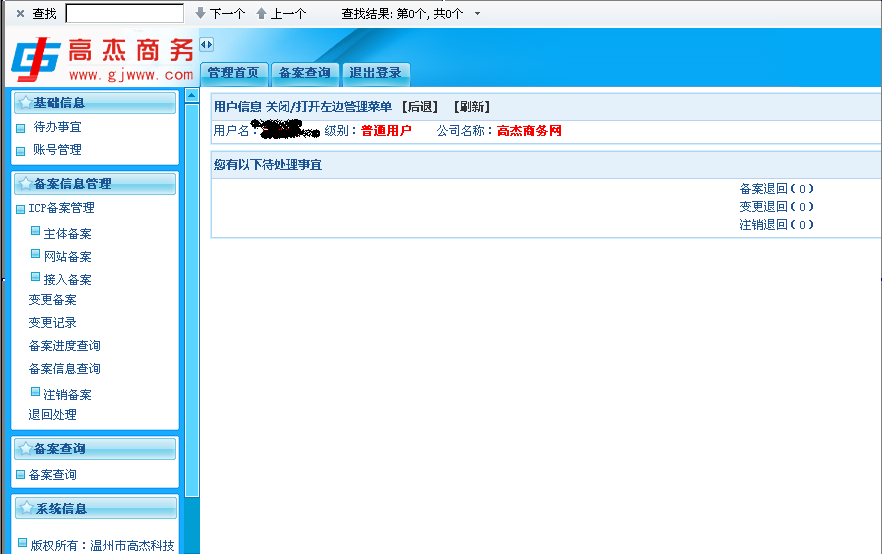 查找 下一个 上一个 查找结果: 第0个, 共0个
高杰商务
www.gjwww.com
管理首页 备案查询 退出登录
基础信息
待办事宜
账号管理
备案信息管理
ICP备案管理
主体备案
网站备案
接入备案
变更备案
变更记录
备案进度查询
备案信息查询
注销备案
退回处理
备案查询
备案查询
系统信息
版权所有：温州市高杰科技
用户信息 关闭/打开左边管理菜单 【后退】 【刷新】
用户名： 级别：普通用户 公司名称：高杰商务网
您有以下待处理事宜
备案退回(0)
变更退回(0)
注销退回(0)